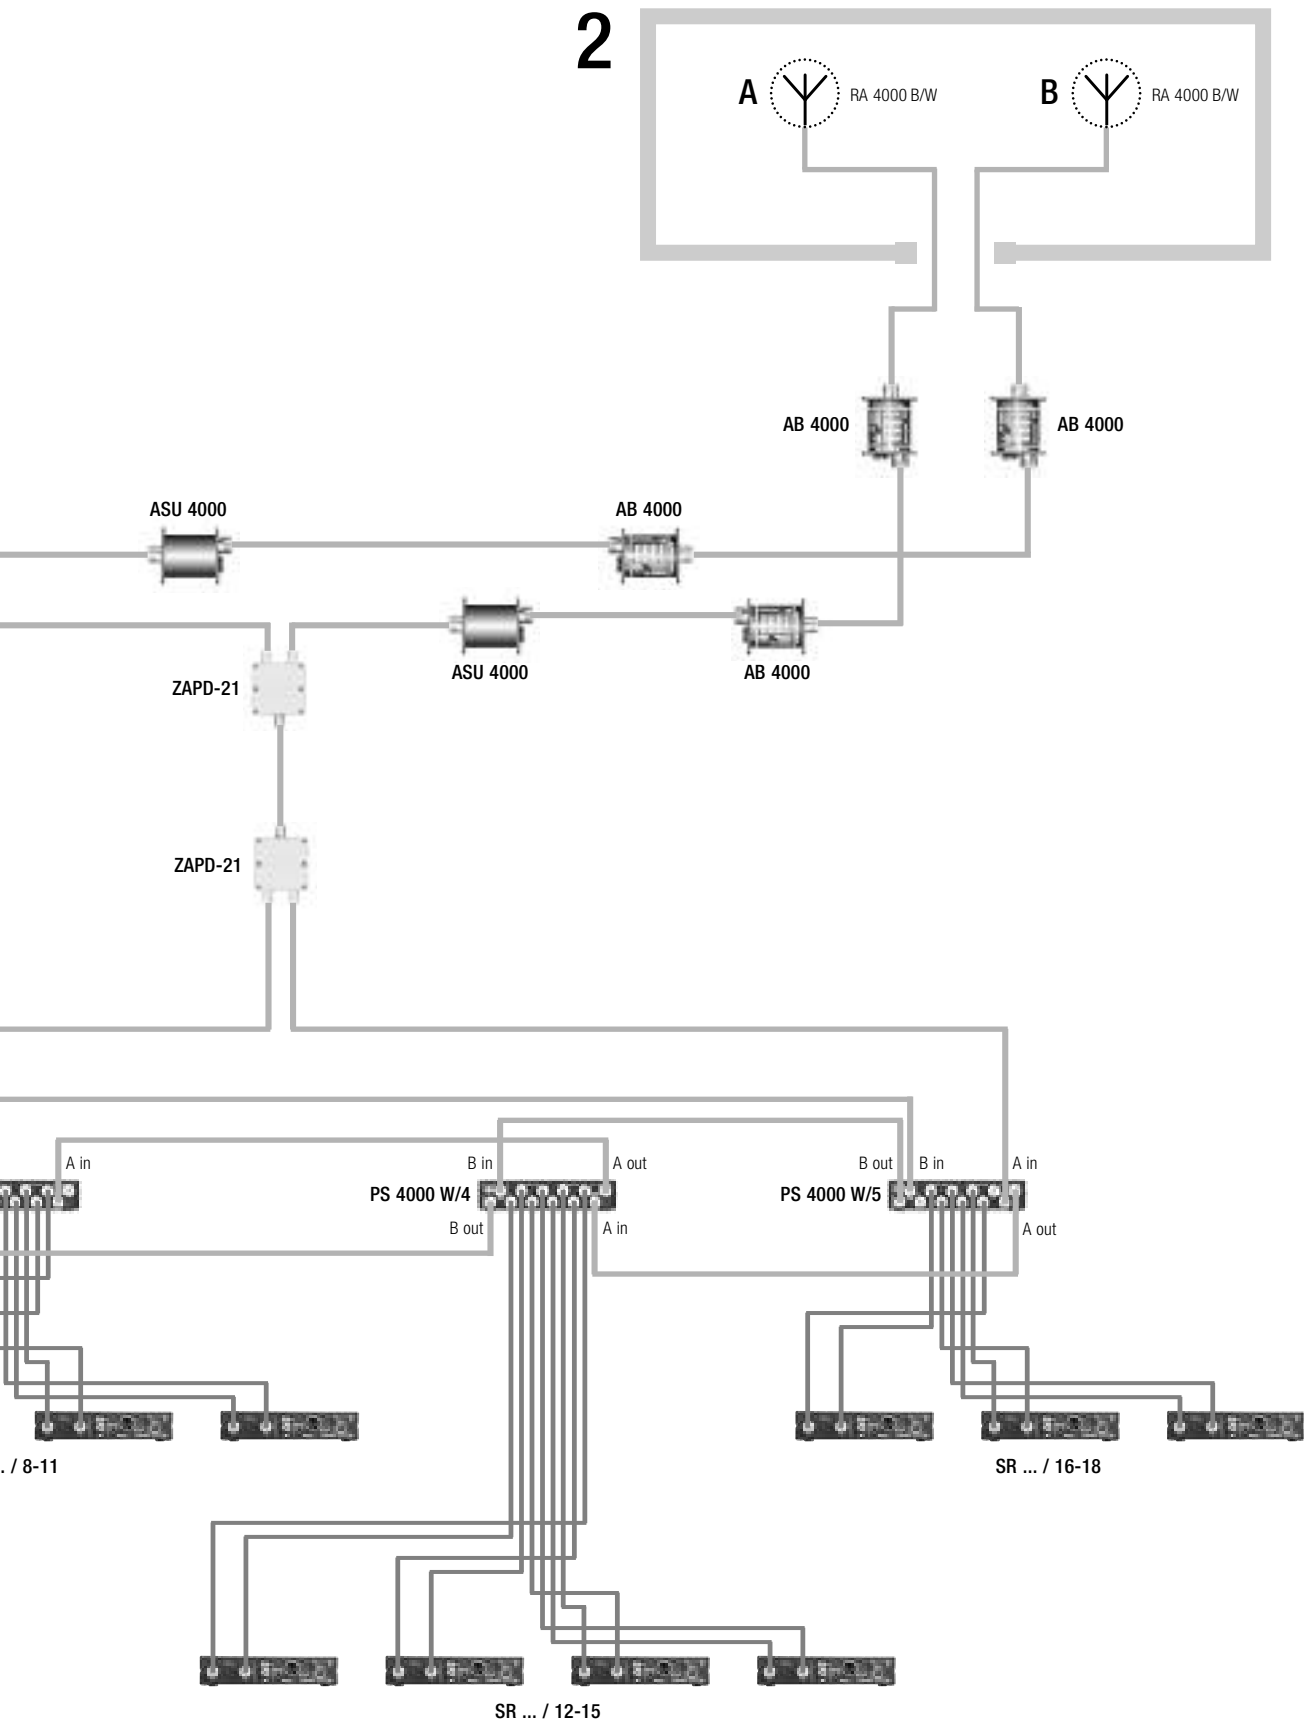 2
A RA 4000 B/W B RA 4000 B/W
AB 4000 AB 4000
ASU 4000 AB 4000
ASU 4000 AB 4000
ZAPD-21
ZAPD-21
A in B in A out B out B in A in
PS 4000 W/4 PS 4000 W/5
B out A in A out
. / 8-11 SR ... / 16-18
SR ... / 12-15